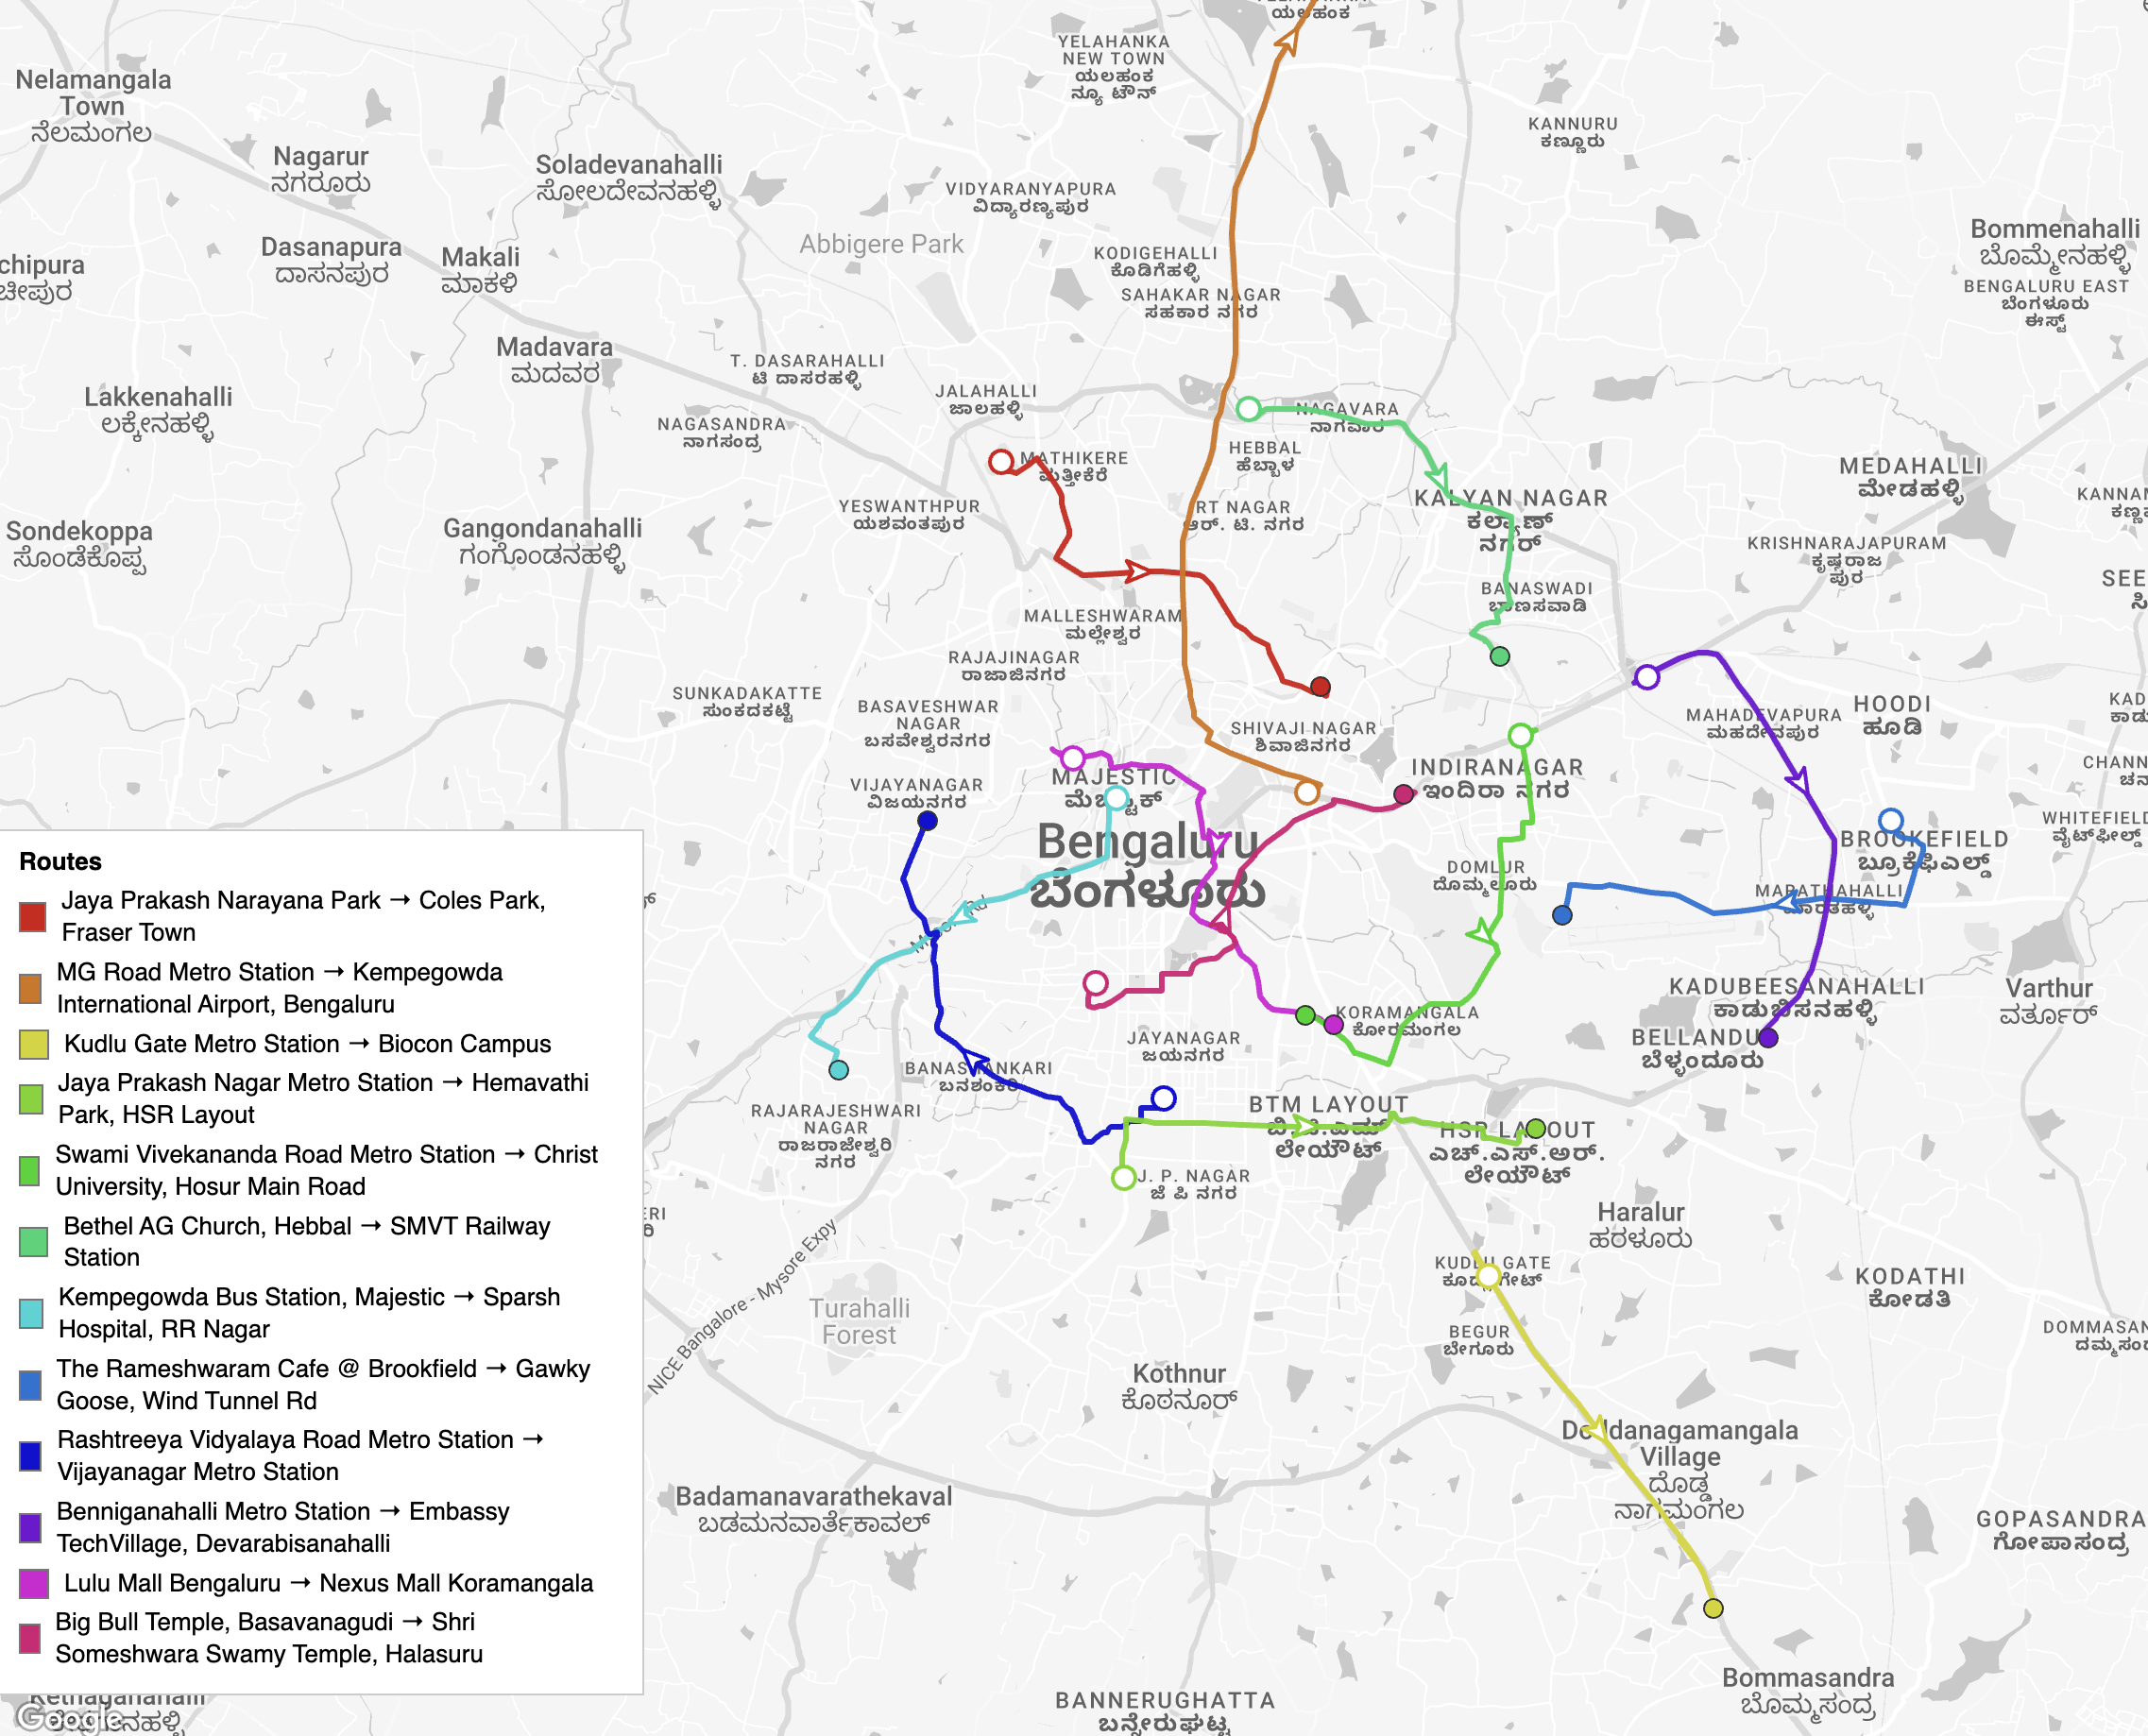 ಯಲಹಂಕ
YELAHANKA
NEW TOWN
ಯಲಹಂಕ
ನ್ಯೂ ಟೌನ್
Nelamangala
Town
ನೆಲಮಂಗಲ
KANNURU
ಕಣ್ಣೂರು
Nagarur
ನಗರೂರು
Soladevanahalli
ಸೋಲದೇವನಹಳ್ಳಿ
VIDYARANYAPURA
ವಿದ್ಯಾರಣ್ಯಪುರ
Bommenahalli
ಬೊಮ್ಮೇನಹಳ್ಳಿ
Dasanapura
ದಾಸನಪುರ
Makali
ಮಾಕಳಿ
Abbigere Park
KODIGEHALLI
ಕೊಡಿಗೆಹಳ್ಳಿ
chipura
ಚೀಪುರ
SAHAKAR NAGAR
ಸಹಕಾರ ನಗರ
BENGALURU EAST
ಬೆಂಗಳೂರು
ಈಸ್ಟ್
Madavara
ಮದವರ
T. DASARAHALLI
ಟಿ ದಾಸರಹಳ್ಳಿ
JALAHALLI
ಜಾಲಹಳ್ಳಿ
Lakkenahalli
ಲಕ್ಕೇನಹಳ್ಳಿ
NAGASANDRA
ನಾಗಸಂದ್ರ
NAGAVARA
ನಾಗವಾರ
HEBBAL
ಹೆಬ್ಬಾಳ
MATHIKERE
ಮತ್ತೀಕೆರೆ
MEDAHALLI
ಮೇಡಹಳ್ಳಿ
YESWANTHPUR
ಯಶವಂತಪುರ
RT NAGAR
ಆರ್. ಟಿ. ನಗರ
KALYAN NAGAR
ಕಲ್ಯಾಣ್
ನಗರ್
KANNAM
Sondekoppa
ಸೊಂಡೆಕೊಪ್ಪ
Gangondanahalli
ಗಂಗೊಂಡನಹಳ್ಳಿ
KRISHNARAJAPURAM
ಕೃಷ್ಣರಾಜ
ಪುರ
SEE
BANASWADI
ಬಾಣಸವಾಡಿ
MALLESHWARAM
ಮಲ್ಲೇಶ್ವರ
RAJAJINAGAR
ರಾಜಾಜಿನಗರ
SUNKADAKATTE
ಸುಂಕದಕಟ್ಟೆ
BASAVESHWAR
NAGAR
ಬಸವೇಶ್ವರನಗರ
SHIVAJI NAGAR
ಶಿವಾಜಿನಗರ
MAHADEVAPURA
ಮಹದೇವಪುರ
HOODI
ಹೂಡಿ
KAD
ಕಾಡು
MAJESTIC
INDIRANAGAR
ಇಂದಿರಾ ನಗರ
CHANN
ಚನ
VIJAYANAGAR
ವಿಜಯನಗರ
Bengaluru
ಬೆಂಗಳೂರು
BROOKEFIELD
ಬ್ರೂಕ್‌ಫೀಎಲ್ಡ್
WHITEFIELD
ವೈಟ್‌ಫೀಲ್ಡ್
DOMLUR
ದೊಮ್ಮಲೂರು
MARATHAHALLI
ಮಾರತಹಳ್ಳಿ
Rd
KADUBEESANAHALLI
ಕಾಡುಬಿಸನಹಳ್ಳಿ
Varthur
ವರ್ತೂರ್
KORAMANGALA
ಕೋರಮಂಗಲ
JAYANAGAR
ಜಯನಗರ
BELLANDU
ಬೆಳ್ಳಂದೂರು
BANASHANKARI
ಬನಶಂಕರಿ
RAJARAJESHWARI
NAGAR
ರಾಜರಾಜೇಶ್ವರಿ
ನಗರ
BTM LAYOUT
ಬಿ.ಟಿ.ಎಮ್
ಲೇಯೌಟ್
HSR LAYOUT
ಎಚ್.ಎಸ್.ಆರ್.
ಲೇಯೌಟ್
J. P. NAGAR
ಜೆ ಪಿ ನಗರ
Haralur
ಹರಳೂರು
KUDLU GATE
ಕೂಡ್ಲುಗೇಟ್
KODATHI
ಕೋಡತಿ
NICE Bangalore - Mysore Expy
Turahalli
Forest
BEGUR
ಬೇಗೂರು
DOMMASAN
ದಮ್ಮಸಂದ
Kothnur
ಕೊಠನೂರ್
Doddanagamangala
Village
ದೊಡ್ಡ
ನಾಗಮಂಗಲ
Badamanavarathekaval
ಬಡಮನವಾರ್ತೆಕಾವಲ್
GOPASANDRA
ಗೋಪಾಸಂದ್ರ
Bommasandra
ಬೊಮ್ಮಸಂದ್ರ
BANNERUGHATTA
ಬನ್ನೇರುಘಟ್ಟ
Routes
Jaya Prakash Narayana Park → Coles Park,
Fraser Town
MG Road Metro Station → Kempegowda
International Airport, Bengaluru
Kudlu Gate Metro Station → Biocon Campus
Jaya Prakash Nagar Metro Station → Hemavathi
Park, HSR Layout
Swami Vivekananda Road Metro Station → Christ
University, Hosur Main Road
Bethel AG Church, Hebbal → SMVT Railway
Station
Kempegowda Bus Station, Majestic → Sparsh
Hospital, RR Nagar
The Rameshwaram Cafe @ Brookfield → Gawky
Goose, Wind Tunnel Rd
Rashtreeya Vidyalaya Road Metro Station →
Vijayanagar Metro Station
Benniganahalli Metro Station → Embassy
TechVillage, Devarabisanahalli
Lulu Mall Bengaluru → Nexus Mall Koramangala
Big Bull Temple, Basavanagudi → Shri
Someshwara Swamy Temple, Halasuru
Google